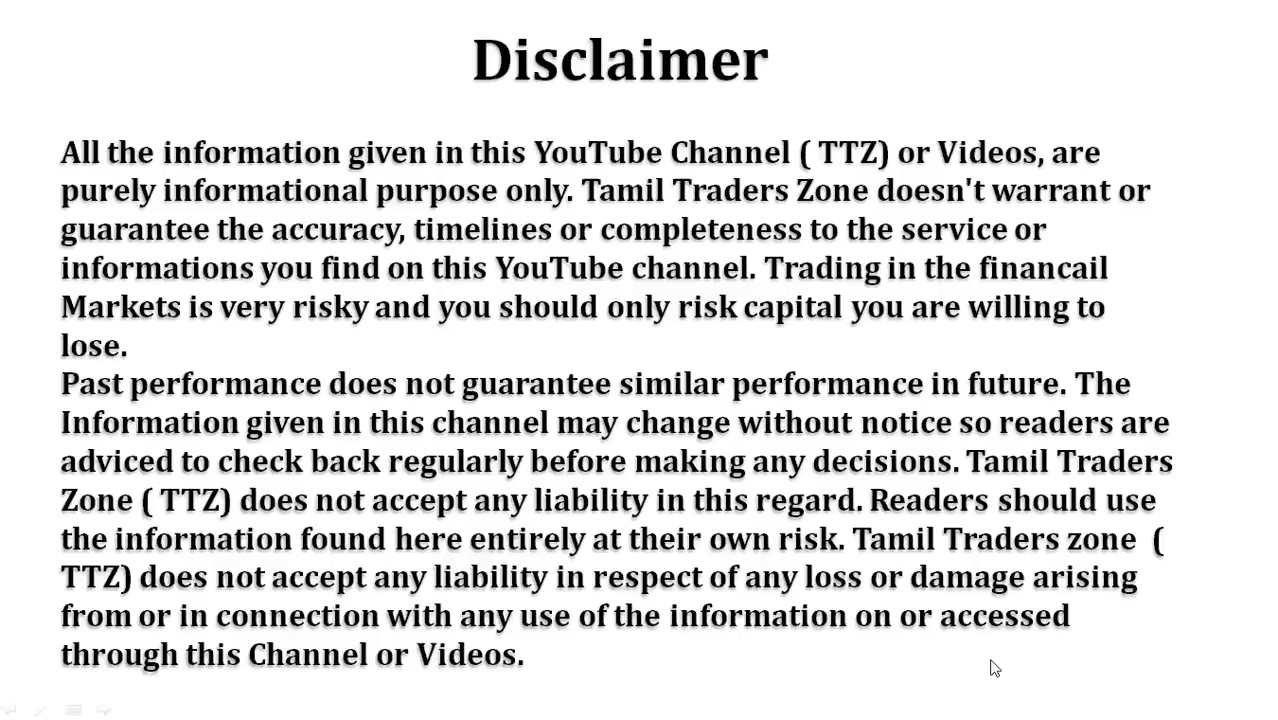 Disclaimer
All the information given in this YouTube Channel ( TTZ) or Videos, are
purely informational purpose only. Tamil Traders Zone doesn't warrant or
guarantee the accuracy, timelines or completeness to the service or
informations you find on this YouTube channel. Trading in the financail
Markets is very risky and you should only risk capital you are willing to
lose.
Past performance does not guarantee similar performance in future. The
Information given in this channel may change without notice so readers are
adviced to check back regularly before making any decisions. Tamil Traders
Zone ( TTZ) does not accept any liability in this regard. Readers should use
the information found here entirely at their own risk. Tamil Traders zone  (
TTZ) does not accept any liability in respect of any loss or damage arising
from or in connection with any use of the information on or accessed
through this Channel or Videos.